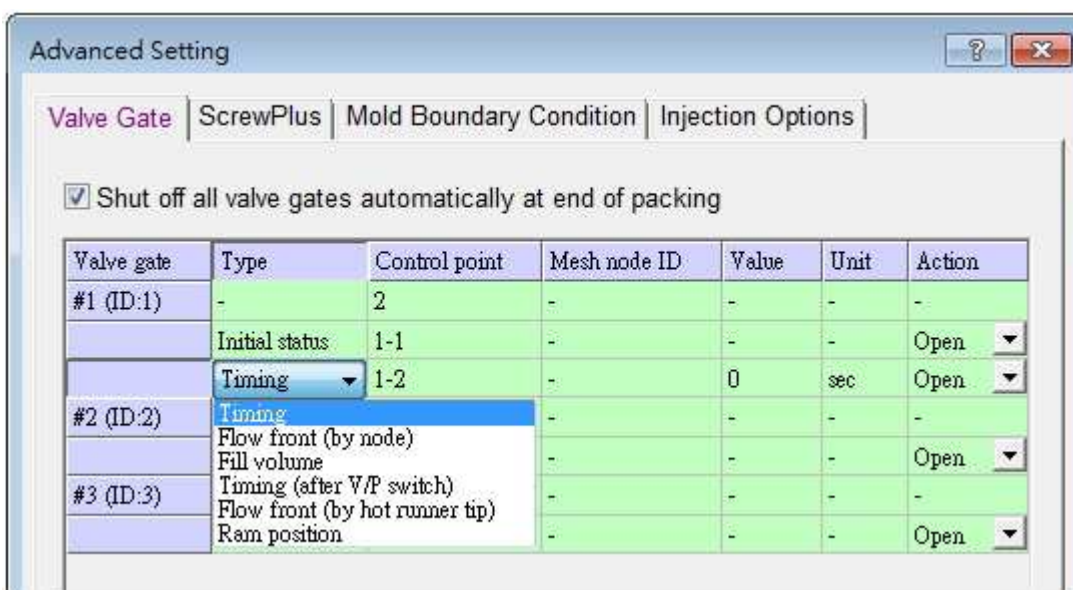 Advanced Setting
Valve Gate ScrewPlus Mold Boundary Condition Injection Options
Shut off all valve gates automatically at end of packing
Valve gate Type Control point Mesh node ID Value Unit Action
#1 (ID:1) - 2 - - - -
Initial status 1-1 - - - Open
Timing 1-2 - 0 sec Open
#2 (ID:2) Timing - - - -
Flow front (by node)
Fill volume - - - Open
#3 (ID:3) Timing (after V/P switch) - - - -
Flow front (by hot runner tip)
Ram position - - - Open